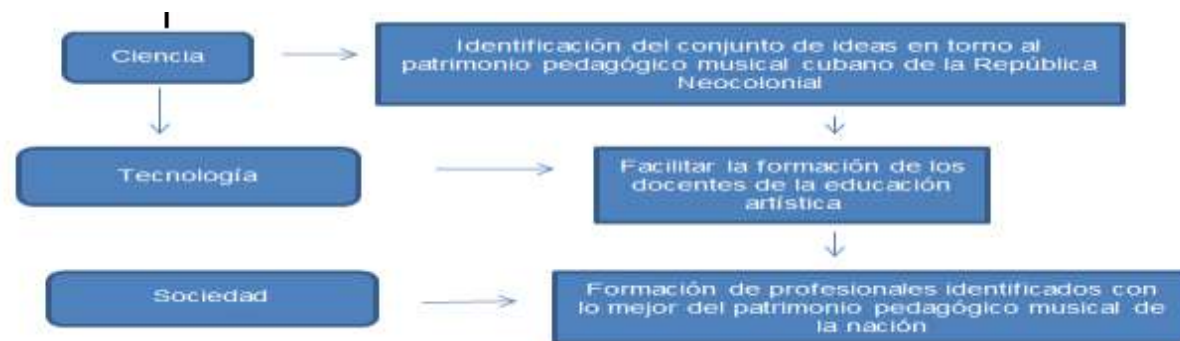 Ciencia
Identificación del conjunto de ideas en torno al
patrimonio pedagógico musical cubano de la República
Neocolonial
Tecnología
Facilitar la formación de los
docentes de la educación
artística
Sociedad
Formación de profesionales identificados con
lo mejor del patrimonio pedagógico musical de
la nación